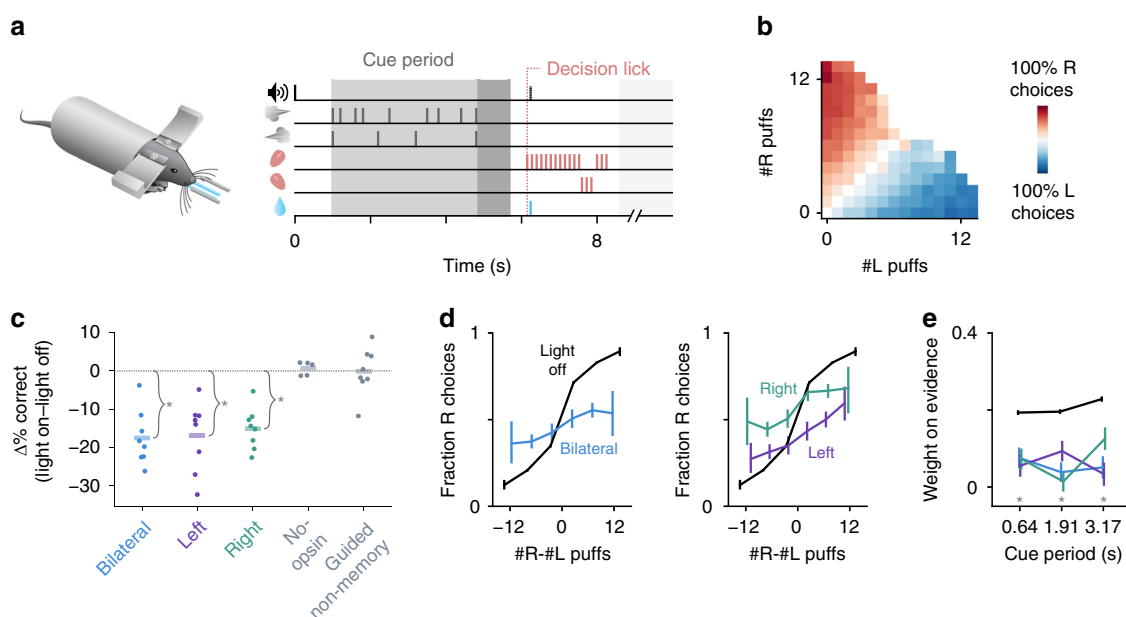 a
Cue period
Decision lick
0
8
Time (s)
b
12
0
#R puffs
0
12
#L puffs
100% R
choices
100% L
choices
c
10
0
−10
−20
−30
Δ% correct
(light on–light off)
*
*
*
Bilateral
Left
Right
No-
opsin
Guided
non-memory
d
1
0
Fraction R choices
Light
off
Bilateral
−12
0
12
#R-#L puffs
1
0
Fraction R choices
Right
Left
−12
0
12
#R-#L puffs
e
0.4
0
Weight on evidence
* * *
0.64 1.91 3.17
Cue period (s)